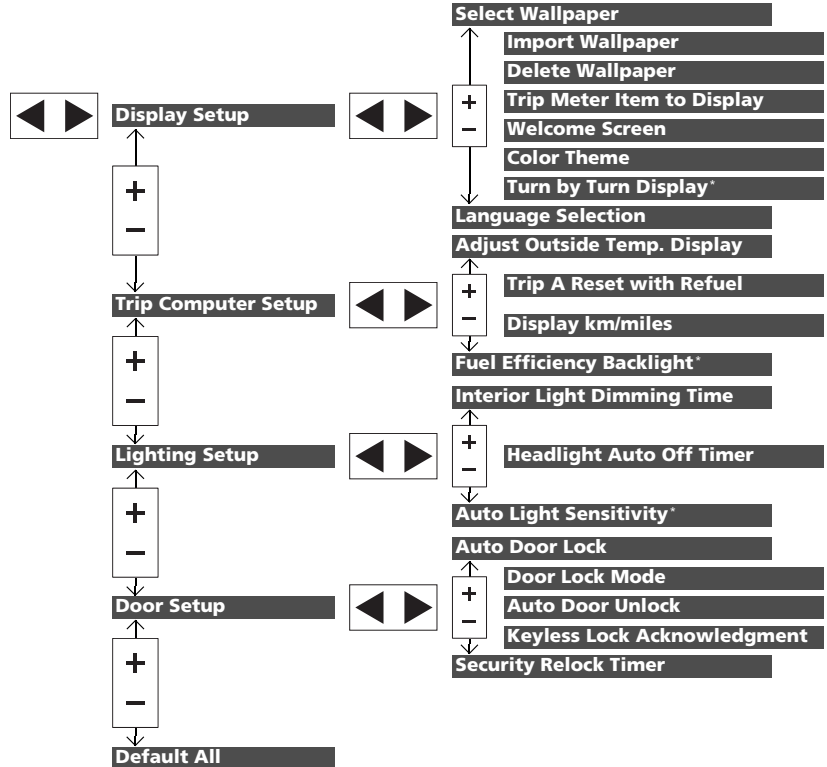 Select Wallpaper
Import Wallpaper
Delete Wallpaper
Display Setup
+
Trip Meter Item to Display
−
Welcome Screen
Color Theme
+
Turn by Turn Display*
−
Language Selection
Adjust Outside Temp. Display
Trip Computer Setup
+
Trip A Reset with Refuel
−
Display km/miles
+
Fuel Efficiency Backlight*
−
Interior Light Dimming Time
Lighting Setup
+
−
Headlight Auto Off Timer
+
Auto Light Sensitivity*
−
Auto Door Lock
Door Lock Mode
Door Setup
+
−
Auto Door Unlock
Keyless Lock Acknowledgment
+
Security Relock Timer
−
Default All